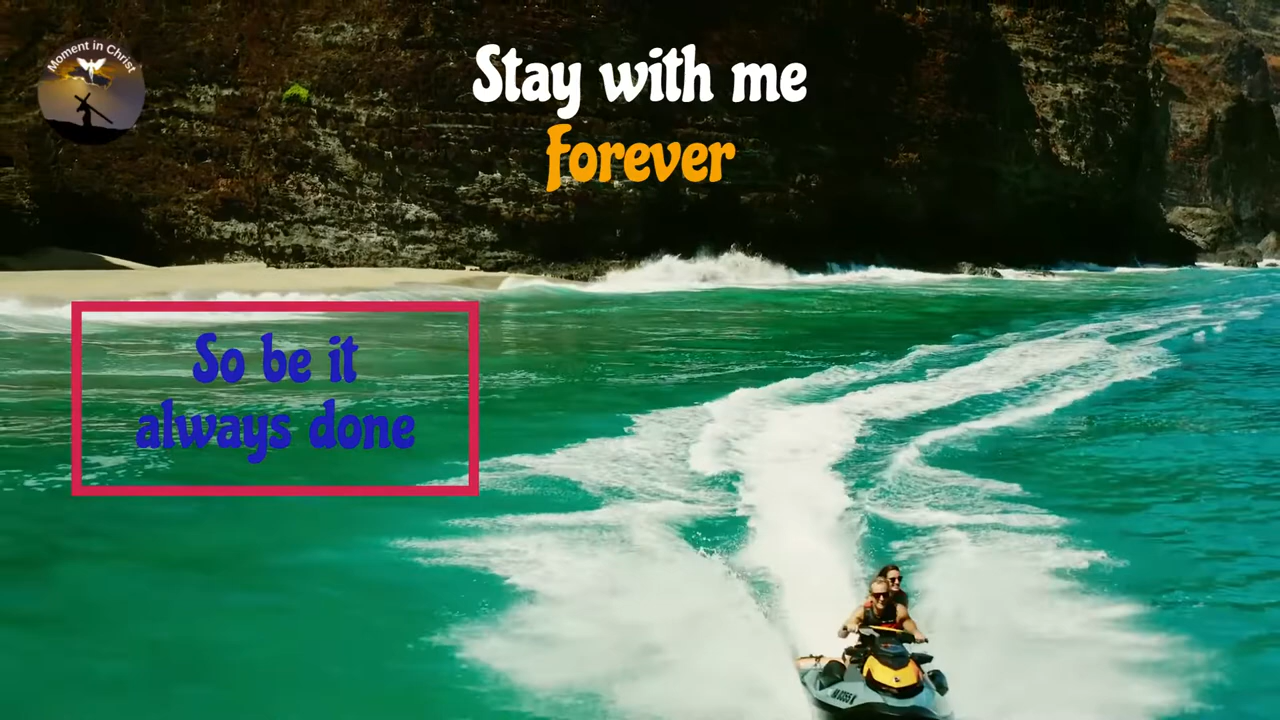 Moment in Christ
Stay with me
forever
So be it
always done